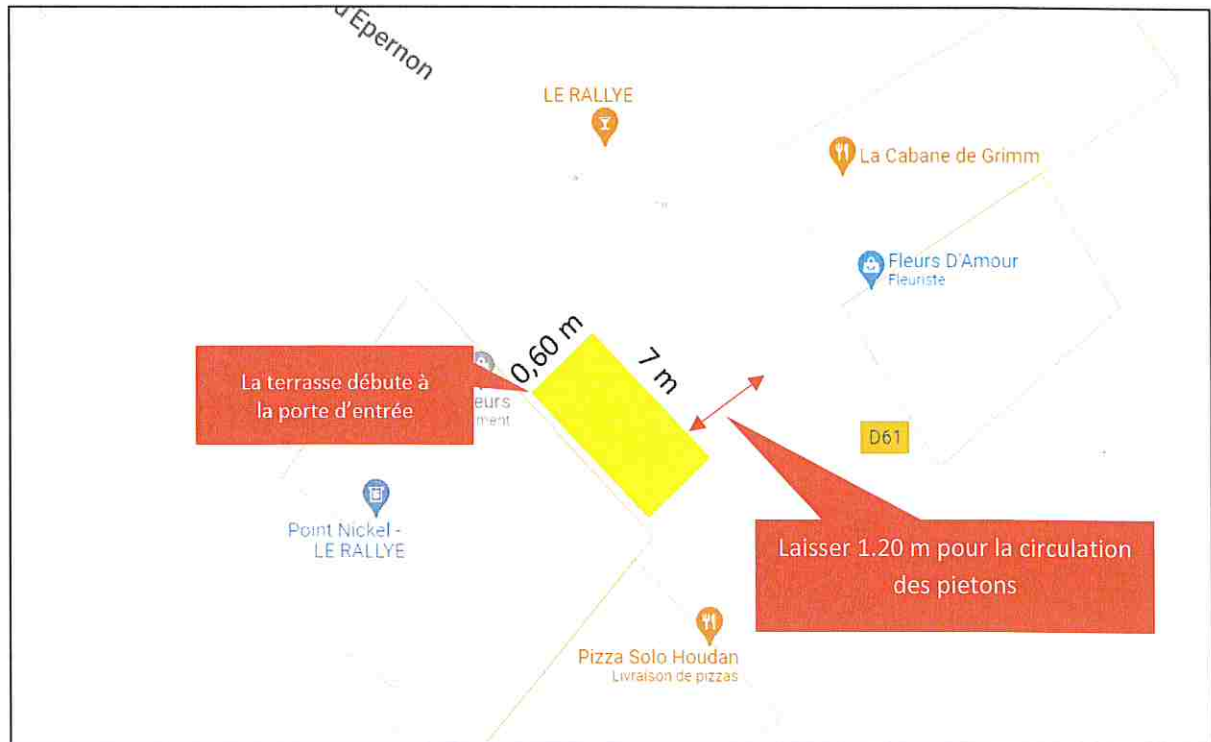 d'Epernon
LE RALLYE
La Cabane de Grimm
Fleurs D'Amour
Fleuriste
0,60 m
7 m
La terrasse débute à
la porte d'entrée
eurs
ment
D61
Point Nickel -
LE RALLYE
Laisser 1.20 m pour la circulation
des pietons
Pizza Solo Houdan
Livraison de pizzas